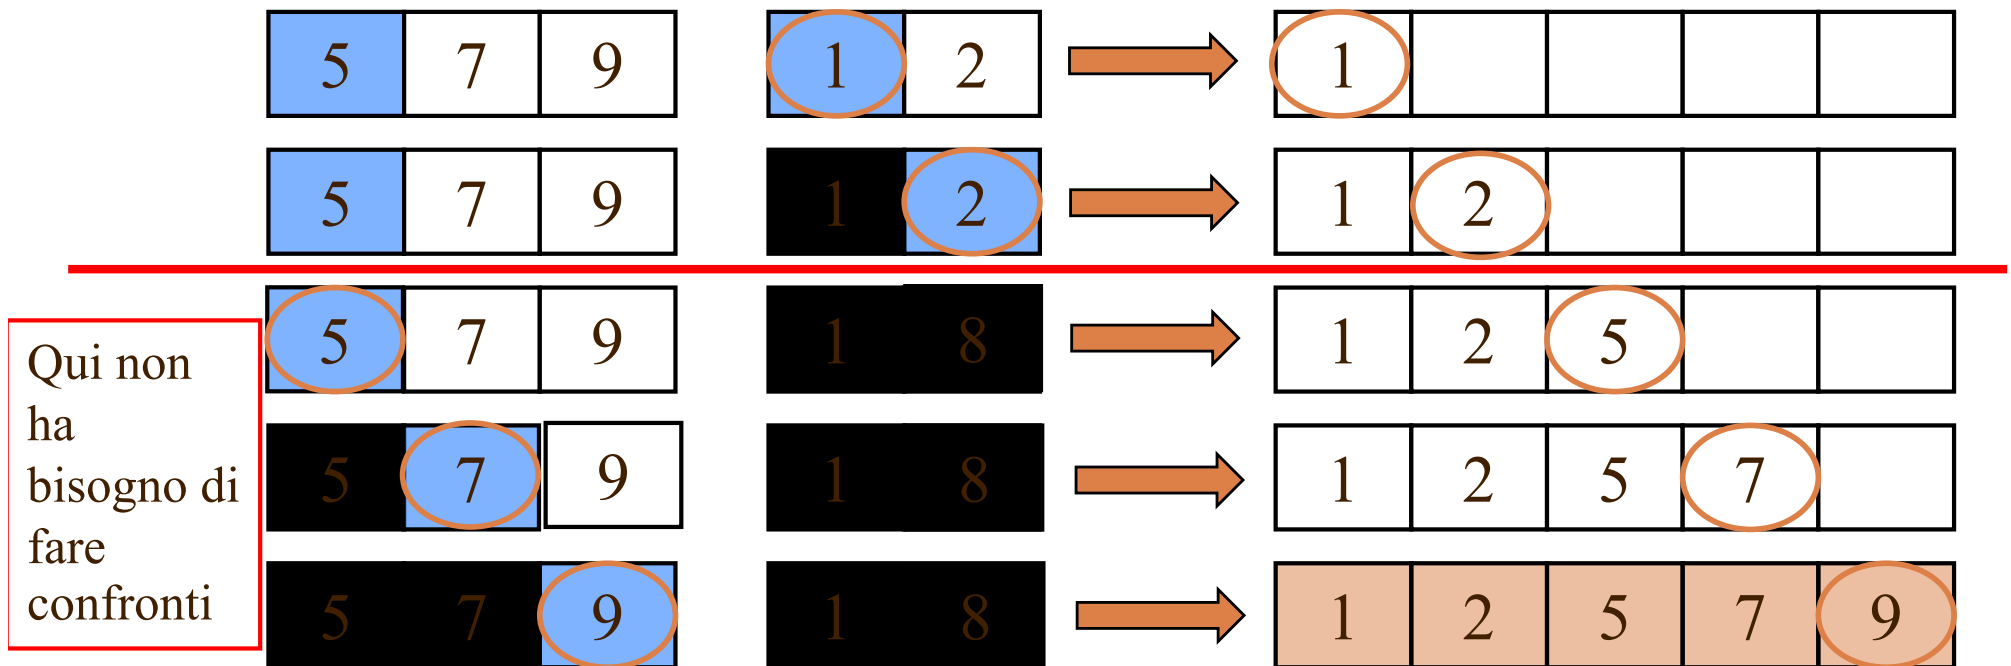 5 7 9 1 2 1
5 7 9 1 2 1 2
5 7 9 1 8 1 2 5
5 7 9 1 8 1 2 5 7
5 7 9 1 8 1 2 5 7 9
Qui non
ha
bisogno di
fare
confronti